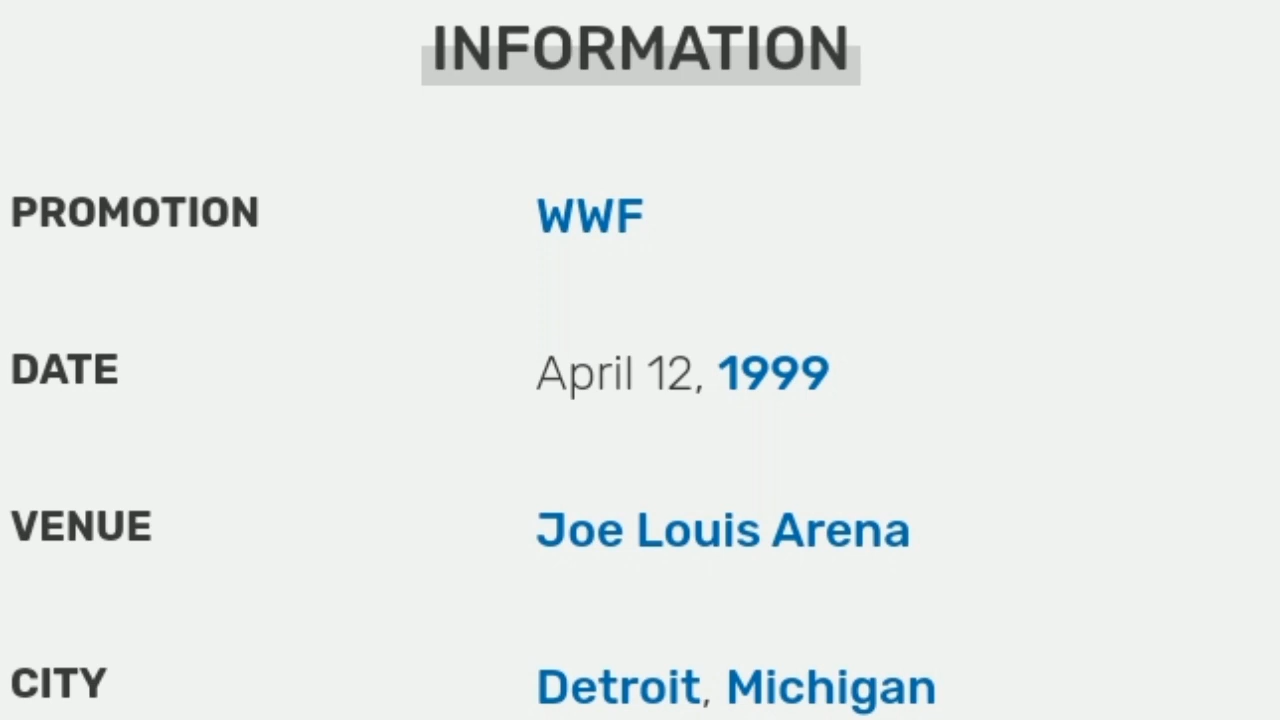 INFORMATION
PROMOTION WWF
DATE April 12, 1999
VENUE Joe Louis Arena
CITY Detroit, Michigan